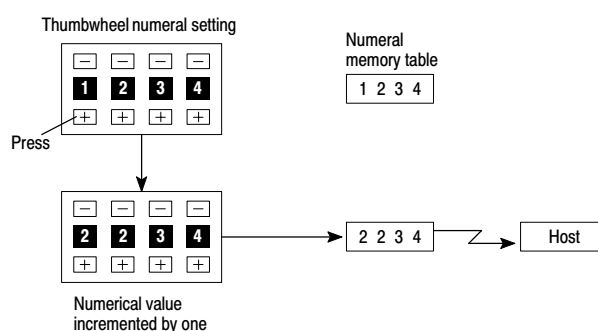 Thumbwheel numeral setting
Numeral
memory table
− − − −
1 2 3 4
+ + + +
1 2 3 4
Press
− − − −
2 2 3 4
+ + + +
2 2 3 4
Host
Numerical value
incremented by one